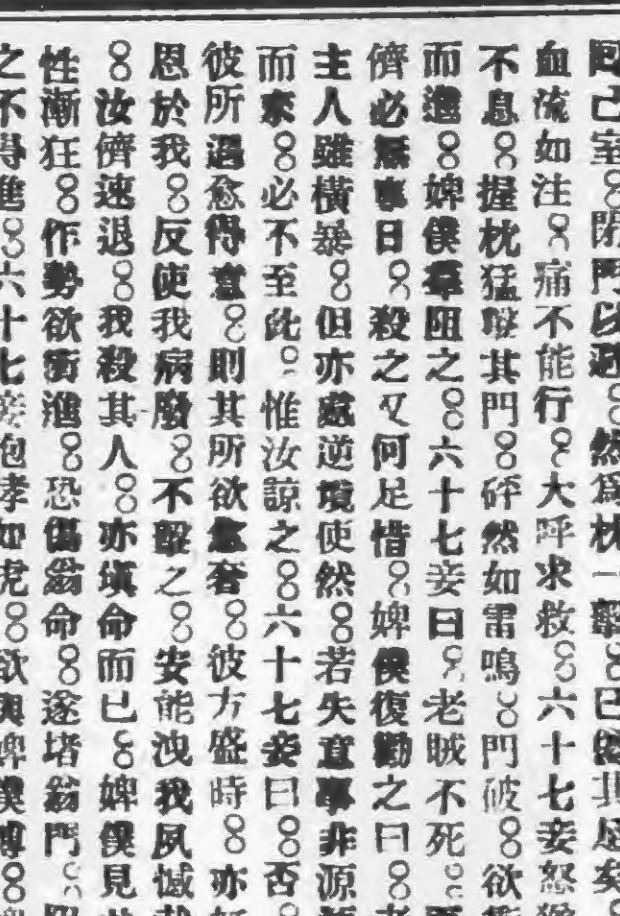 回己室。閉門以避。然爲枕一擊。已傷其足矣。
血流如注。痛不能行。大呼求救。六十七妾怒猶
不息。握枕猛擊其門。砰然如雷鳴。門破。欲衝
而進。婢僕羣阻之。六十七妾曰。老賊不死。
儕必無寧日。殺之又何足惜。婢僕復勸之曰。
主人雖橫暴。但亦處逆境使然。若失意事非源
而來。必不至此。惟汝諒之。六十七妾曰。否。
彼所遇愈得意。則其所欲愈奢。彼方盛時。亦
恩於我。反使我病廢。不擊之。安能洩我夙憾
。汝儕速退。我殺其人。亦塡命而已。婢僕見
性漸狂。作勢欲衝進。恐傷翁命。遂堵翁門。
之不得進。六十七妾咆哮如虎。欲與婢僕搏。